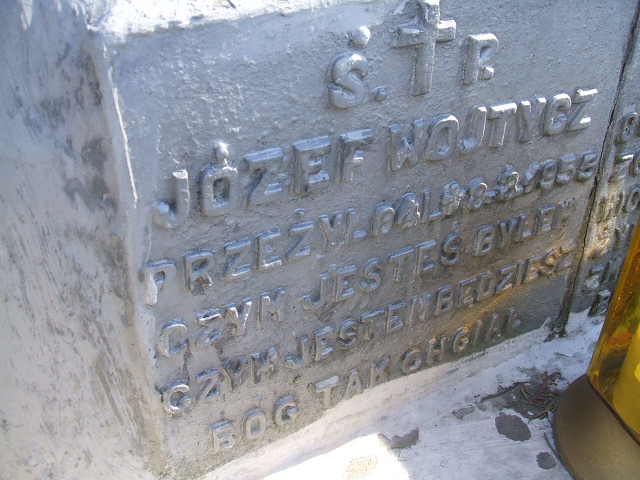 Ś. P.
JÓZEF WOJTYCZ
PRZEŻYŁ
CZYM JESTEŚ BYŁEM
CZYM JESTEM BĘDZIESZ
BÓG TAK CHCIAŁ